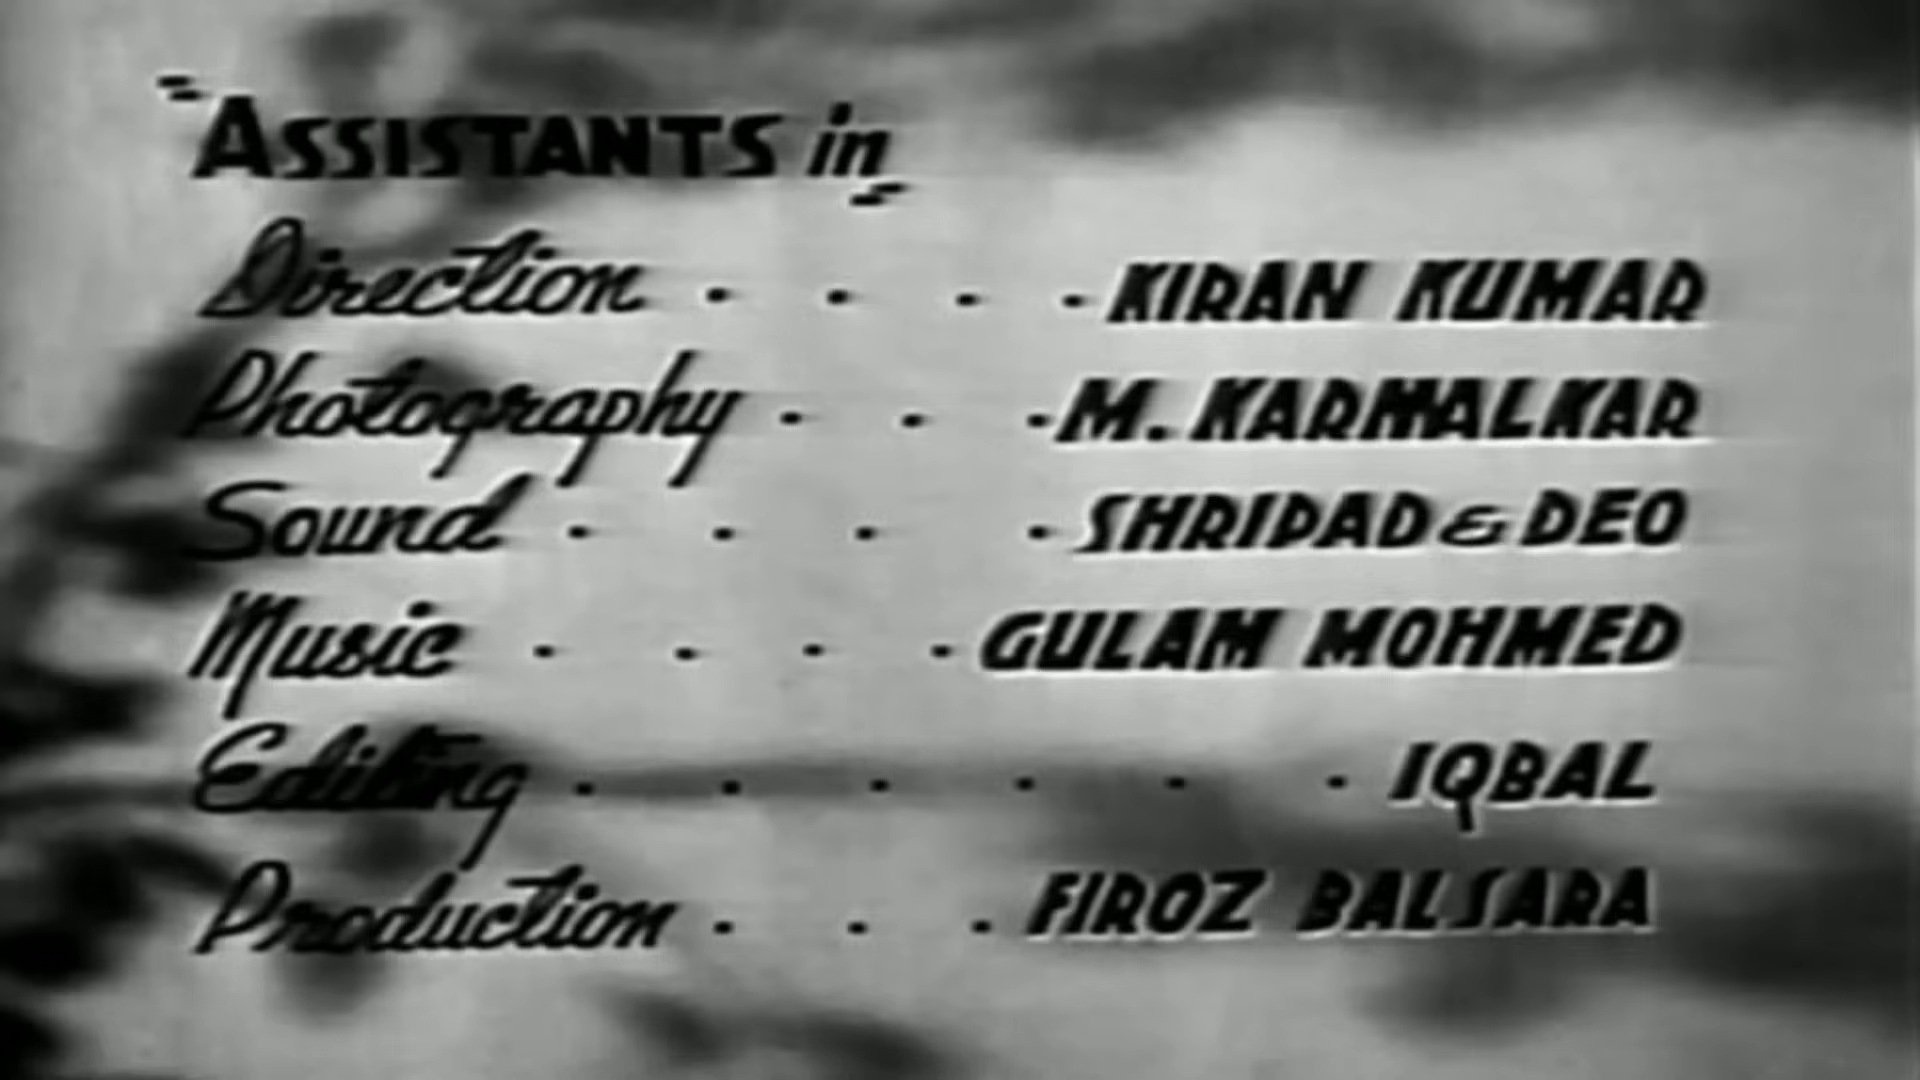 "ASSISTANTS in"
Direction . . . . KIRAN KUMAR
Photography . . . M. KARMALKAR
Sound . . . . SHRIPAD & DEO
Music . . . . GULAM MOHMED
Editing . . . . . . IQBAL
Production . . . FIROZ BALSARA